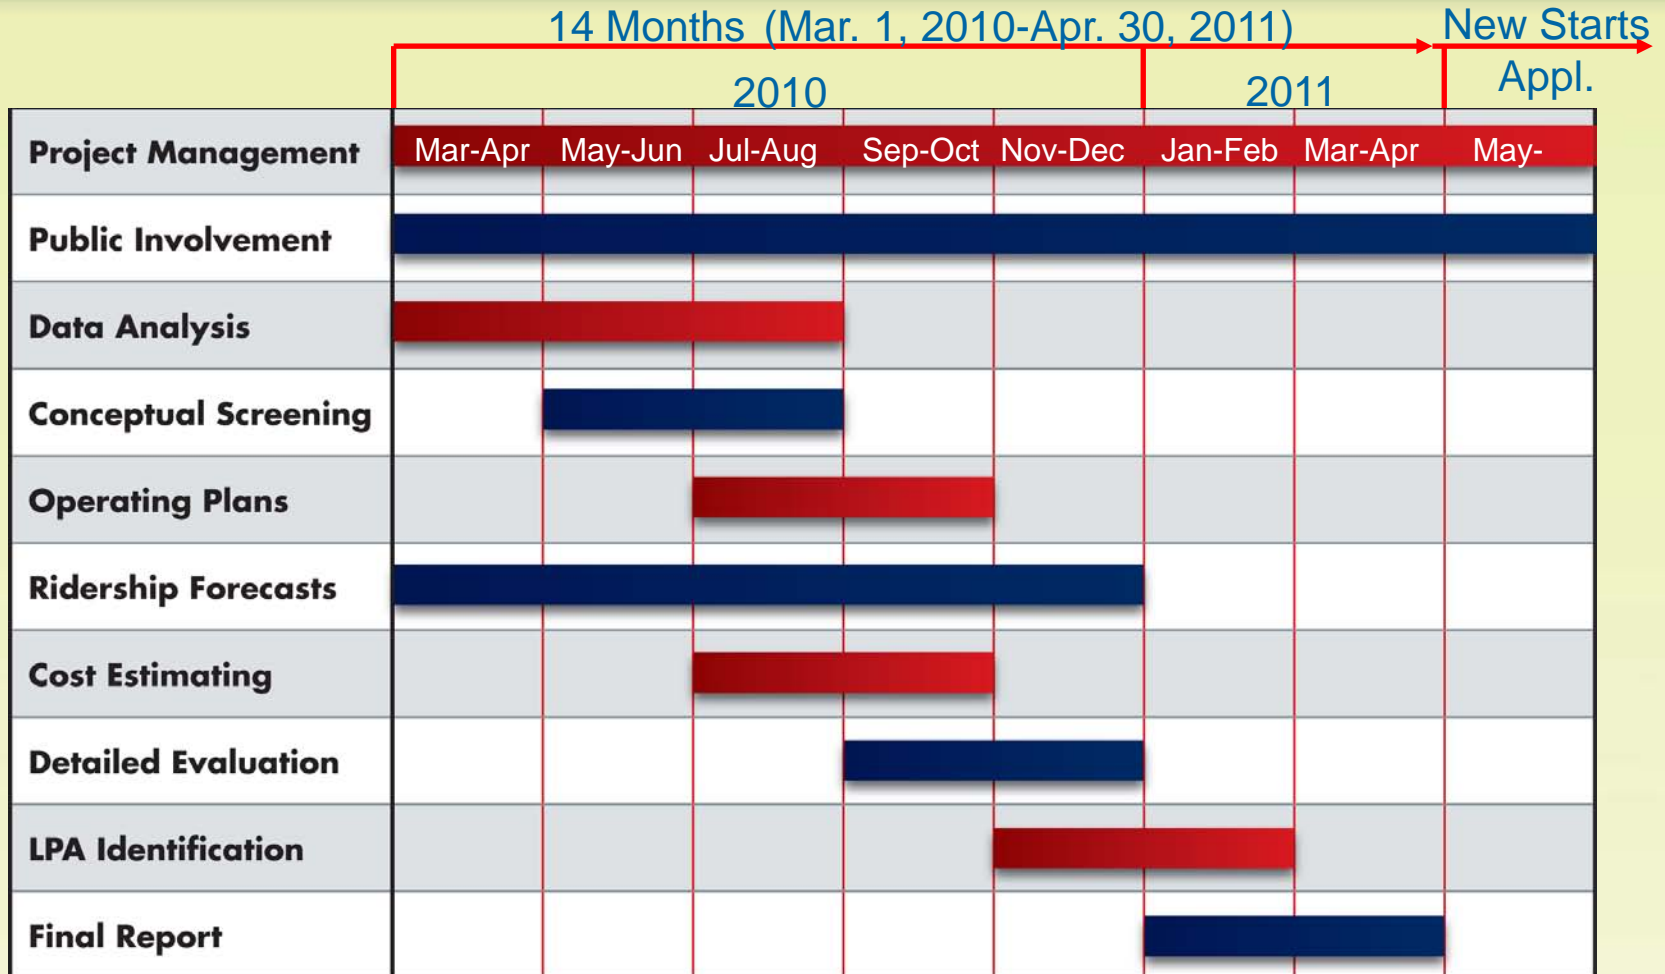 14 Months (Mar. 1, 2010-Apr. 30, 2011) New Starts
2010 2011 Appl.
Project Management Mar-Apr May-Jun Jul-Aug Sep-Oct Nov-Dec Jan-Feb Mar-Apr May-
Public Involvement
Data Analysis
Conceptual Screening
Operating Plans
Ridership Forecasts
Cost Estimating
Detailed Evaluation
LPA Identification
Final Report